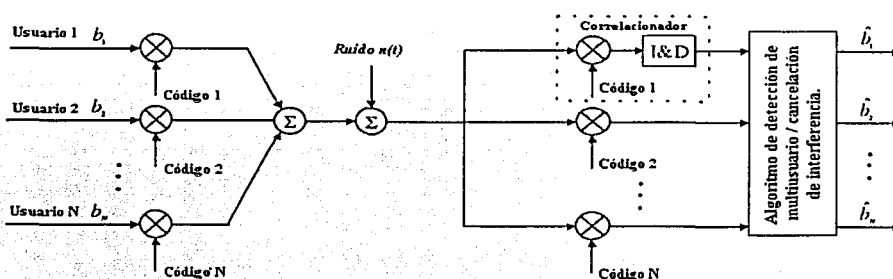 Usuario 1 b₁
Código 1
Usuario 2 b₂
Código 2
Usuario N bₙ
Código N
Σ
Ruido n(t)
Σ
Correlacionador
I&D
Código 1
Código 2
Código N
Algoritmo de detección de
multiusuario / cancelación
de interferencia.
b̂₁
b̂₂
b̂ₙ